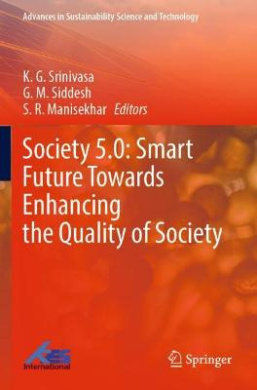 Advances in Sustainability Science and Technology
K. G. Srinivasa
G. M. Siddesh
S. R. Manisekhar Editors
Society 5.0: Smart
Future Towards
Enhancing
the Quality of Society
KES
International
Springer